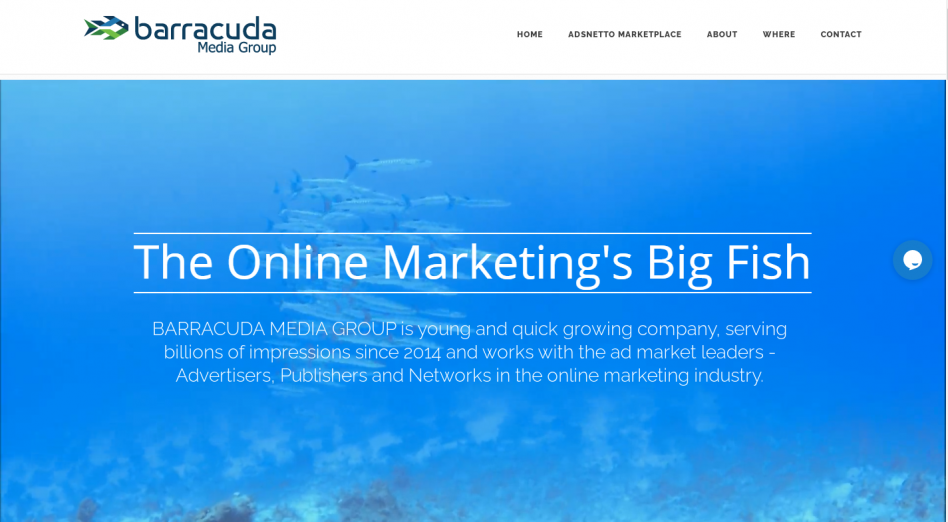 barracuda
Media Group
HOME ADSNETTO MARKETPLACE ABOUT WHERE CONTACT
The Online Marketing's Big Fish
BARRACUDA MEDIA GROUP is young and quick growing company, serving
billions of impressions since 2014 and works with the ad market leaders -
Advertisers, Publishers and Networks in the online marketing industry.